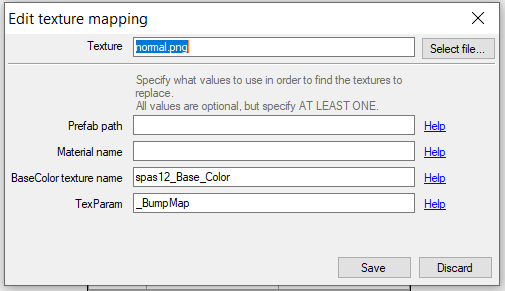 Edit texture mapping
Texture
normal.png
Select file...
Specify what values to use in order to find the textures to
replace.
All values are optional, but specify AT LEAST ONE.
Prefab path
Help
Material name
Help
BaseColor texture name
spas12_Base_Color
Help
TexParam
_BumpMap
Help
Save
Discard